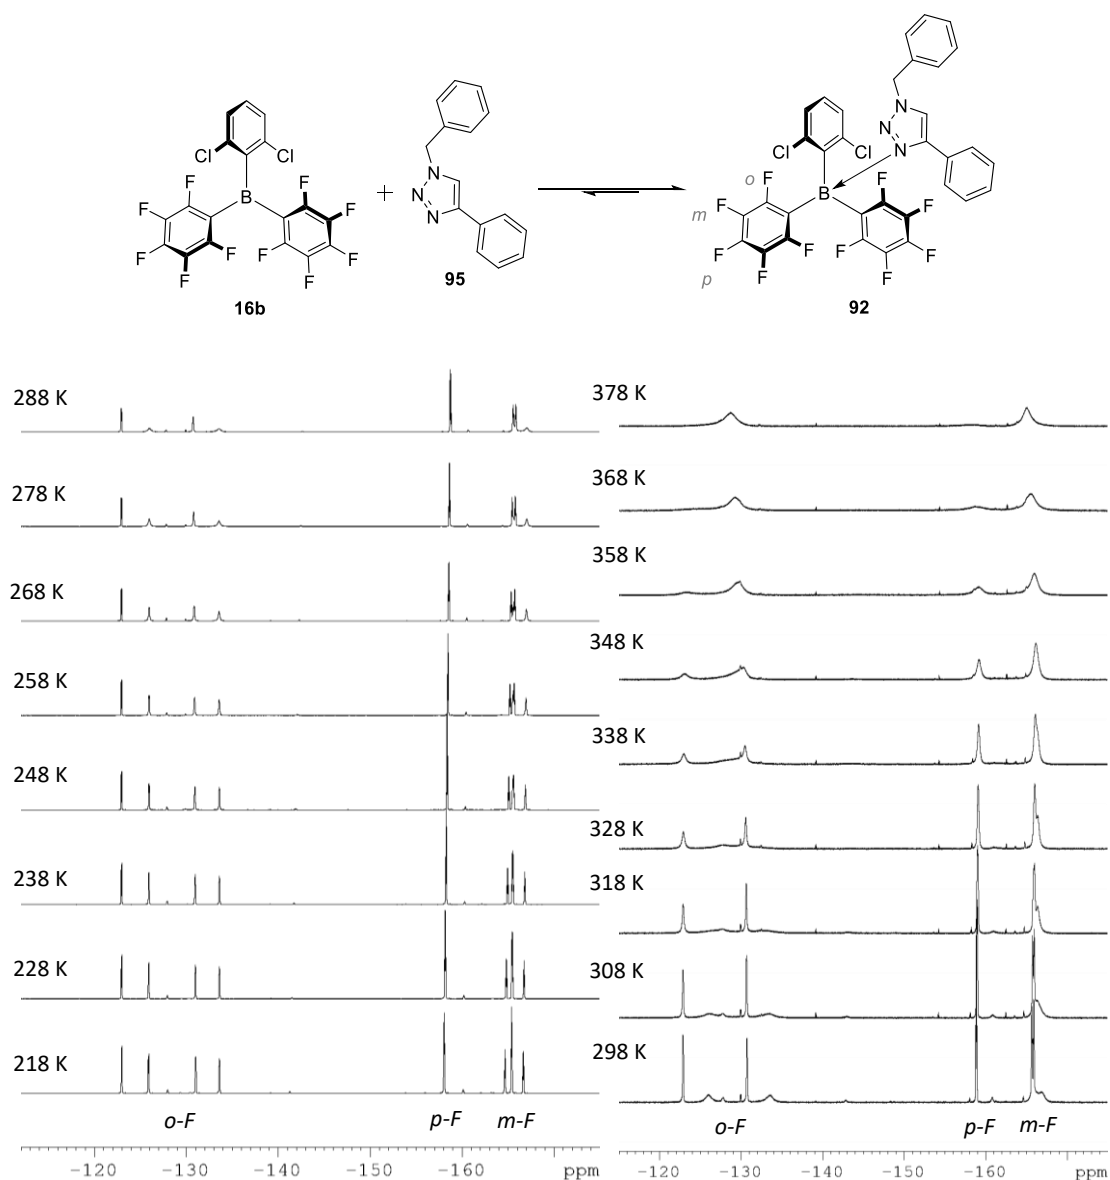 Cl
Cl
F
B
F
F
F
F
F
F
F
F
F
F
+
N
N
N
16b
95
Cl
Cl
N
N
N
o
F
B
F
m
F
F
F
F
F
F
F
F
p
92
288 K
278 K
268 K
258 K
248 K
238 K
228 K
218 K
o-F
p-F
m-F
-120
-130
-140
-150
-160
ppm
378 K
368 K
358 K
348 K
338 K
328 K
318 K
308 K
298 K
o-F
p-F
m-F
-120
-130
-140
-150
-160
ppm